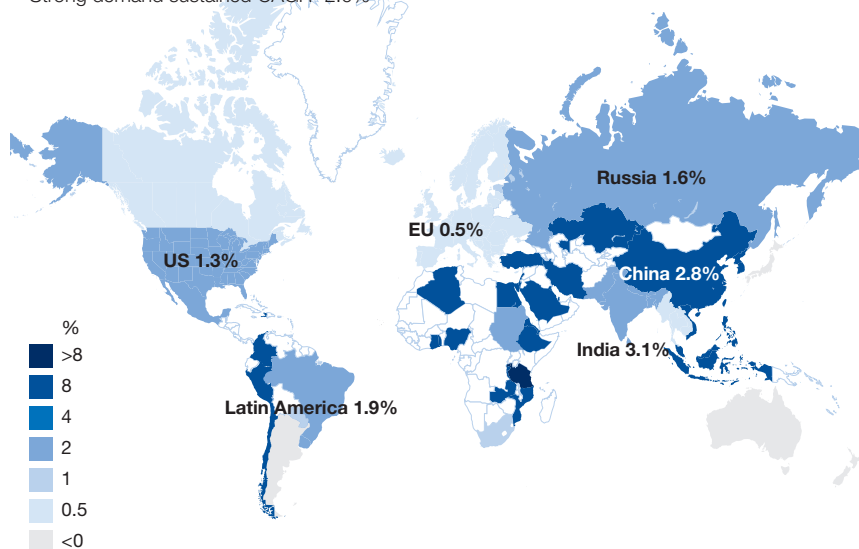 Russia 1.6%
EU 0.5%
US 1.3%
China 2.8%
India 3.1%
Latin America 1.9%
%
>8
8
4
2
1
0.5
<0